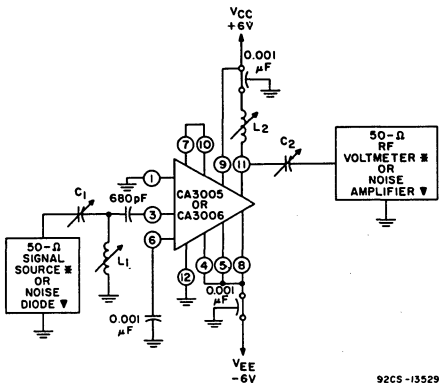 VCC
+6V
0.001
µF
L2
7
10
9
11
C2
50-Ω
RF
VOLTMETER *
OR
NOISE
AMPLIFIER ▼
1
CA3005
OR
CA3006
C1
680pF
3
6
L1
50-Ω
SIGNAL
SOURCE *
OR
NOISE
DIODE ▼
12
4
5
8
0.001
µF
0.001
µF
VEE
-6V
92CS-13529